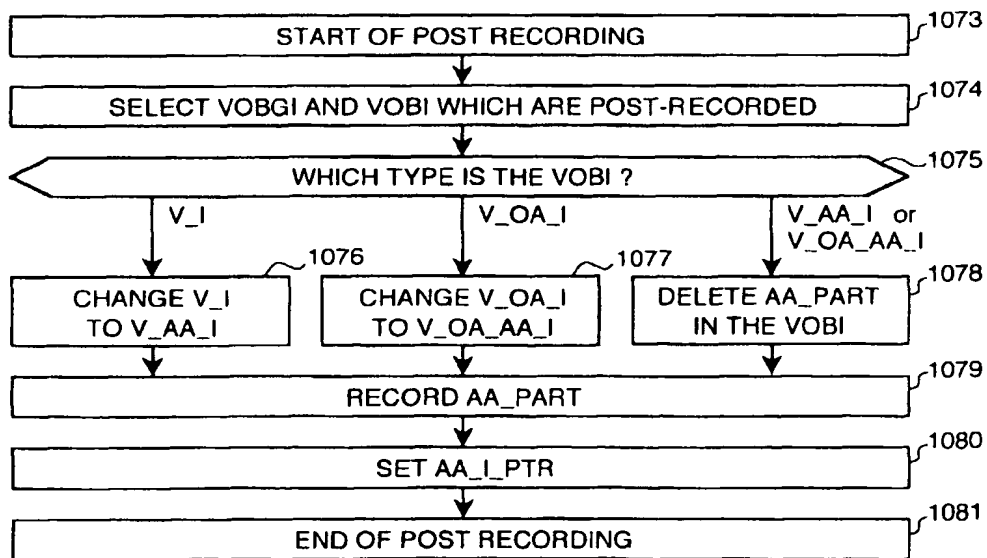 START OF POST RECORDING
1073
SELECT VOBGI AND VOBI WHICH ARE POST-RECORDED
1074
WHICH TYPE IS THE VOBI ?
1075
V_I
V_OA_I
V_AA_I or
V_OA_AA_I
1076
CHANGE V_I
TO V_AA_I
1077
CHANGE V_OA_I
TO V_OA_AA_I
1078
DELETE AA_PART
IN THE VOBI
1079
RECORD AA_PART
1080
SET AA_I_PTR
1081
END OF POST RECORDING